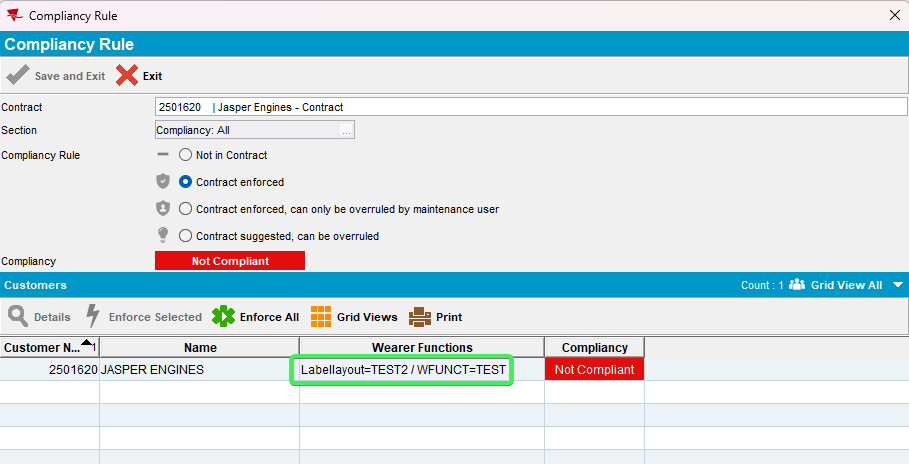 Compliancy Rule
Compliancy Rule
Save and Exit Exit
Contract 2501620 | Jasper Engines - Contract
Section Compliancy: All ...
Compliancy Rule Not in Contract
Contract enforced
Contract enforced, can only be overruled by maintenance user
Contract suggested, can be overruled
Compliancy Not Compliant
Customers Count : 1 Grid View All
Details Enforce Selected Enforce All Grid Views Print
Customer N... 1 Name Wearer Functions Compliancy
2501620 JASPER ENGINES Labellayout=TEST2 / WFUNCT=TEST Not Compliant